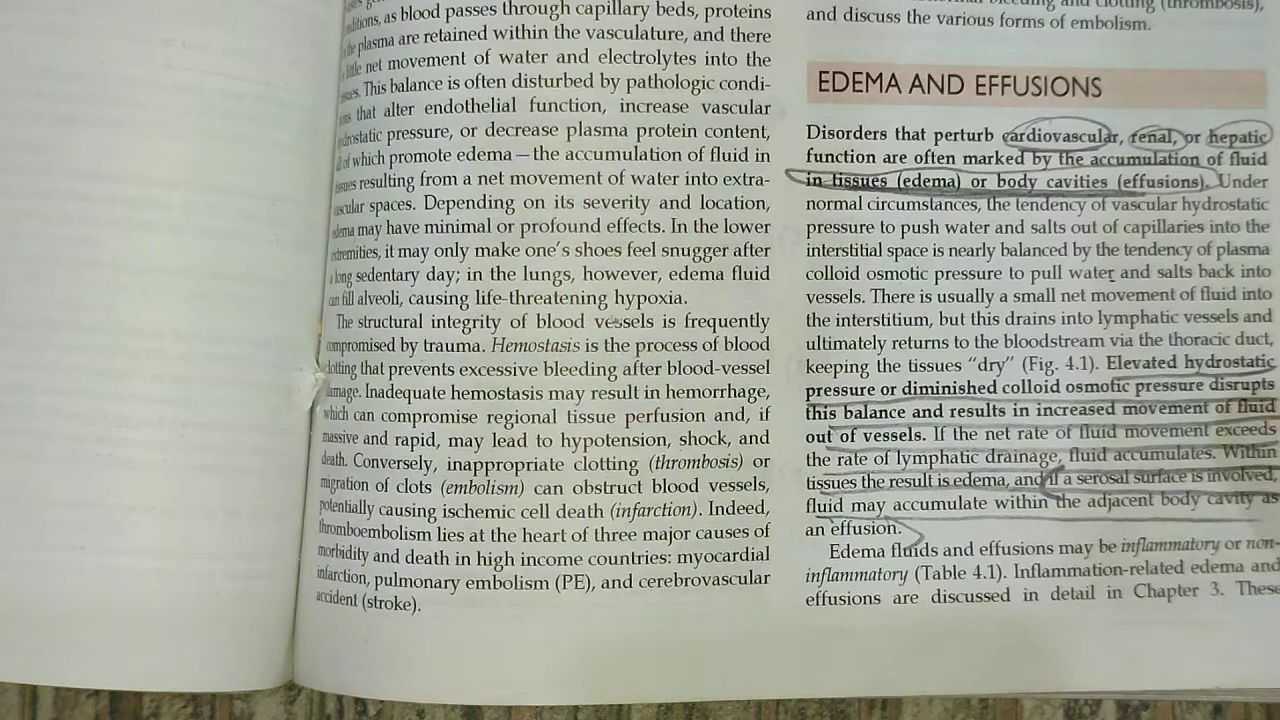 conditions, as blood passes through capillary beds, proteins
plasma are retained within the vasculature, and there
little net movement of water and electrolytes into the
This balance is often disturbed by pathologic condi-
that alter endothelial function, increase vascular
pressure, or decrease plasma protein content,
of which promote edema—the accumulation of fluid in
tissues resulting from a net movement of water into extra-
spaces. Depending on its severity and location,
edema may have minimal or profound effects. In the lower
extremities, it may only make one's shoes feel snugger after
a long sedentary day; in the lungs, however, edema fluid
can fill alveoli, causing life-threatening hypoxia.
The structural integrity of blood vessels is frequently
compromised by trauma. Hemostasis is the process of blood
clotting that prevents excessive bleeding after blood-vessel
damage. Inadequate hemostasis may result in hemorrhage,
which can compromise regional tissue perfusion and, if
massive and rapid, may lead to hypotension, shock, and
death. Conversely, inappropriate clotting (thrombosis) or
migration of clots (embolism) can obstruct blood vessels,
potentially causing ischemic cell death (infarction). Indeed,
thromboembolism lies at the heart of three major causes of
morbidity and death in high income countries: myocardial
infarction, pulmonary embolism (PE), and cerebrovascular
accident (stroke).
bleeding and clotting (thrombosis),
and discuss the various forms of embolism.
EDEMA AND EFFUSIONS
Disorders that perturb cardiovascular, renal, or hepatic
function are often marked by the accumulation of fluid
in tissues (edema) or body cavities (effusions). Under
normal circumstances, the tendency of vascular hydrostatic
pressure to push water and salts out of capillaries into the
interstitial space is nearly balanced by the tendency of plasma
colloid osmotic pressure to pull water and salts back into
vessels. There is usually a small net movement of fluid into
the interstitium, but this drains into lymphatic vessels and
ultimately returns to the bloodstream via the thoracic duct,
keeping the tissues "dry" (Fig. 4.1). Elevated hydrostatic
pressure or diminished colloid osmotic pressure disrupts
this balance and results in increased movement of fluid
out of vessels. If the net rate of fluid movement exceeds
the rate of lymphatic drainage, fluid accumulates. Within
tissues the result is edema, and if a serosal surface is involved,
fluid may accumulate within the adjacent body cavity as
an effusion.
Edema fluids and effusions may be inflammatory or non-
inflammatory (Table 4.1). Inflammation-related edema and
effusions are discussed in detail in Chapter 3. These